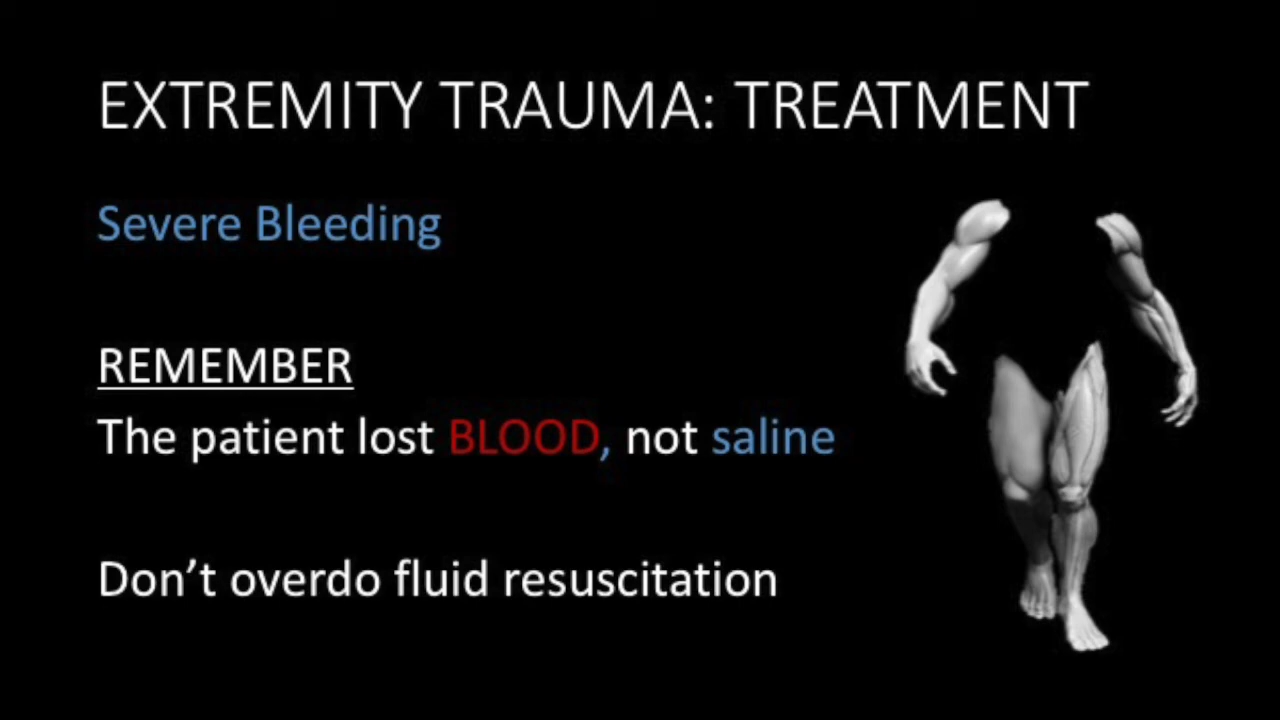 EXTREMITY TRAUMA: TREATMENT
Severe Bleeding
REMEMBER
The patient lost BLOOD, not saline
Don’t overdo fluid resuscitation